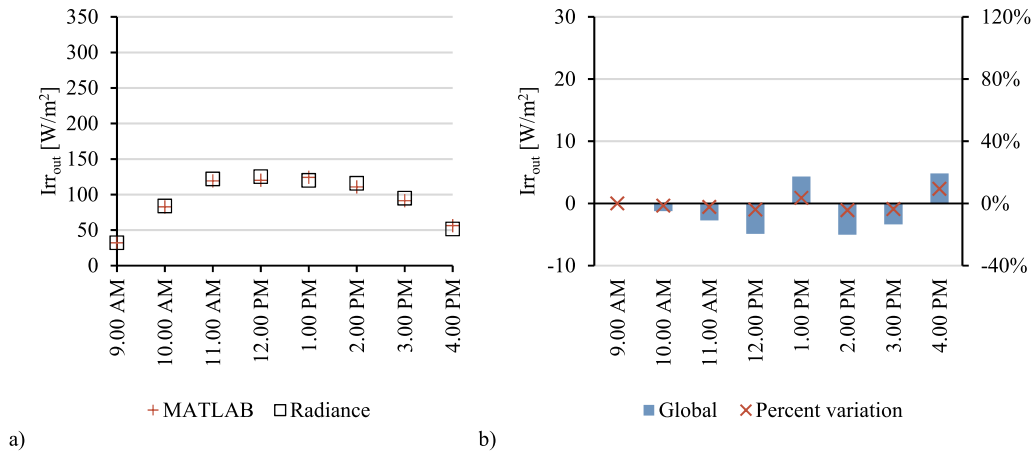 350
300
250
200
150
100
50
0
Irr_out [W/m²]
9.00 AM
10.00 AM
11.00 AM
12.00 PM
1.00 PM
2.00 PM
3.00 PM
4.00 PM
MATLAB Radiance
a)
30
20
10
0
-10
Irr_out [W/m²]
120%
80%
40%
0%
-40%
9.00 AM
10.00 AM
11.00 AM
12.00 PM
1.00 PM
2.00 PM
3.00 PM
4.00 PM
Global Percent variation
b)